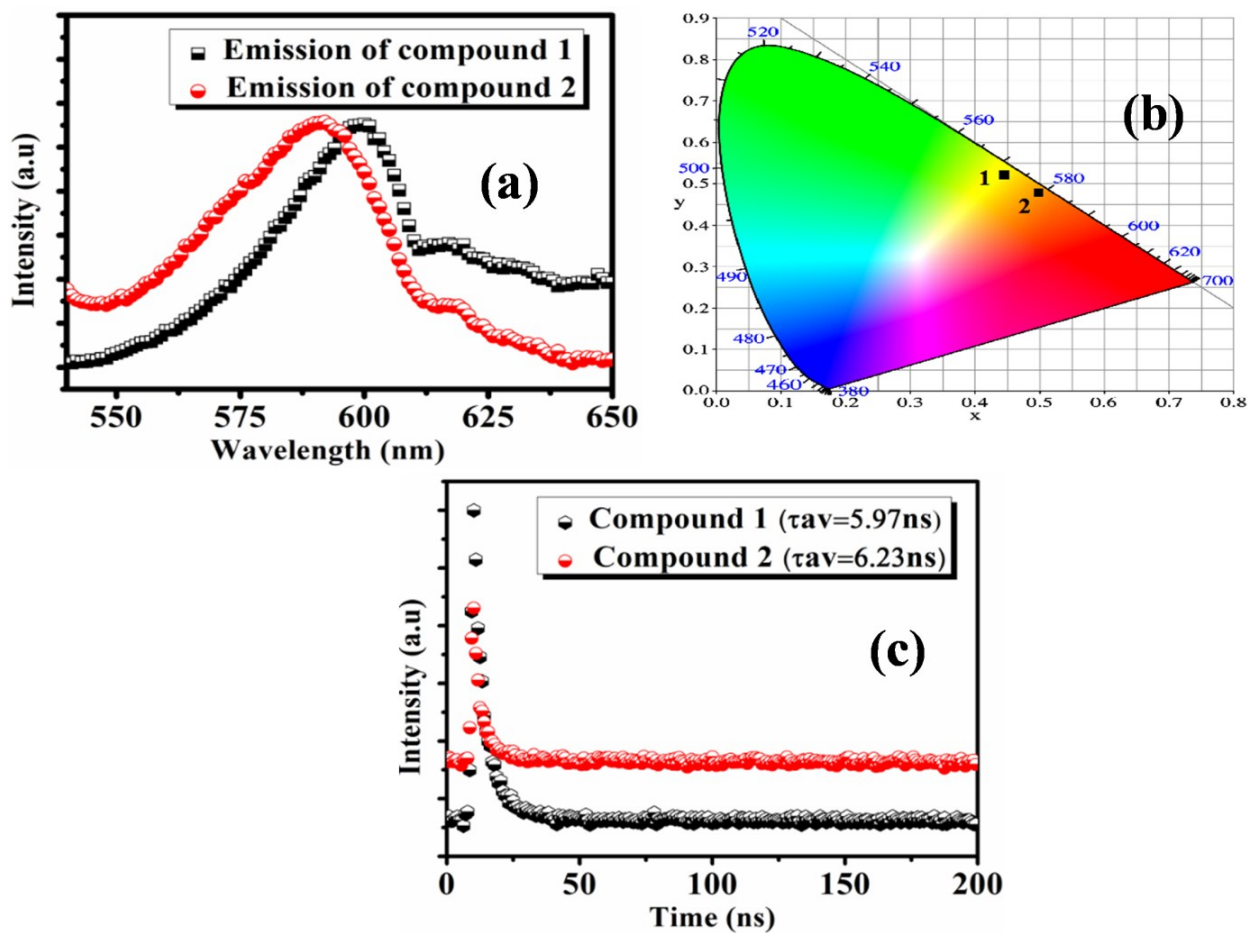 Emission of compound 1
Emission of compound 2
(a)
Intensity (a.u)
550 575 600 625 650
Wavelength (nm)
(b)
0.9
0.8
0.7
0.6
0.5
0.4
0.3
0.2
0.1
0.0
y
520
540
560
500
580
600
620
700
490
480
470
460
380
1
2
0.0 0.1 0.2 0.3 0.4 0.5 0.6 0.7 0.8
x
Compound 1 (τav=5.97ns)
Compound 2 (τav=6.23ns)
(c)
Intensity (a.u)
0 50 100 150 200
Time (ns)